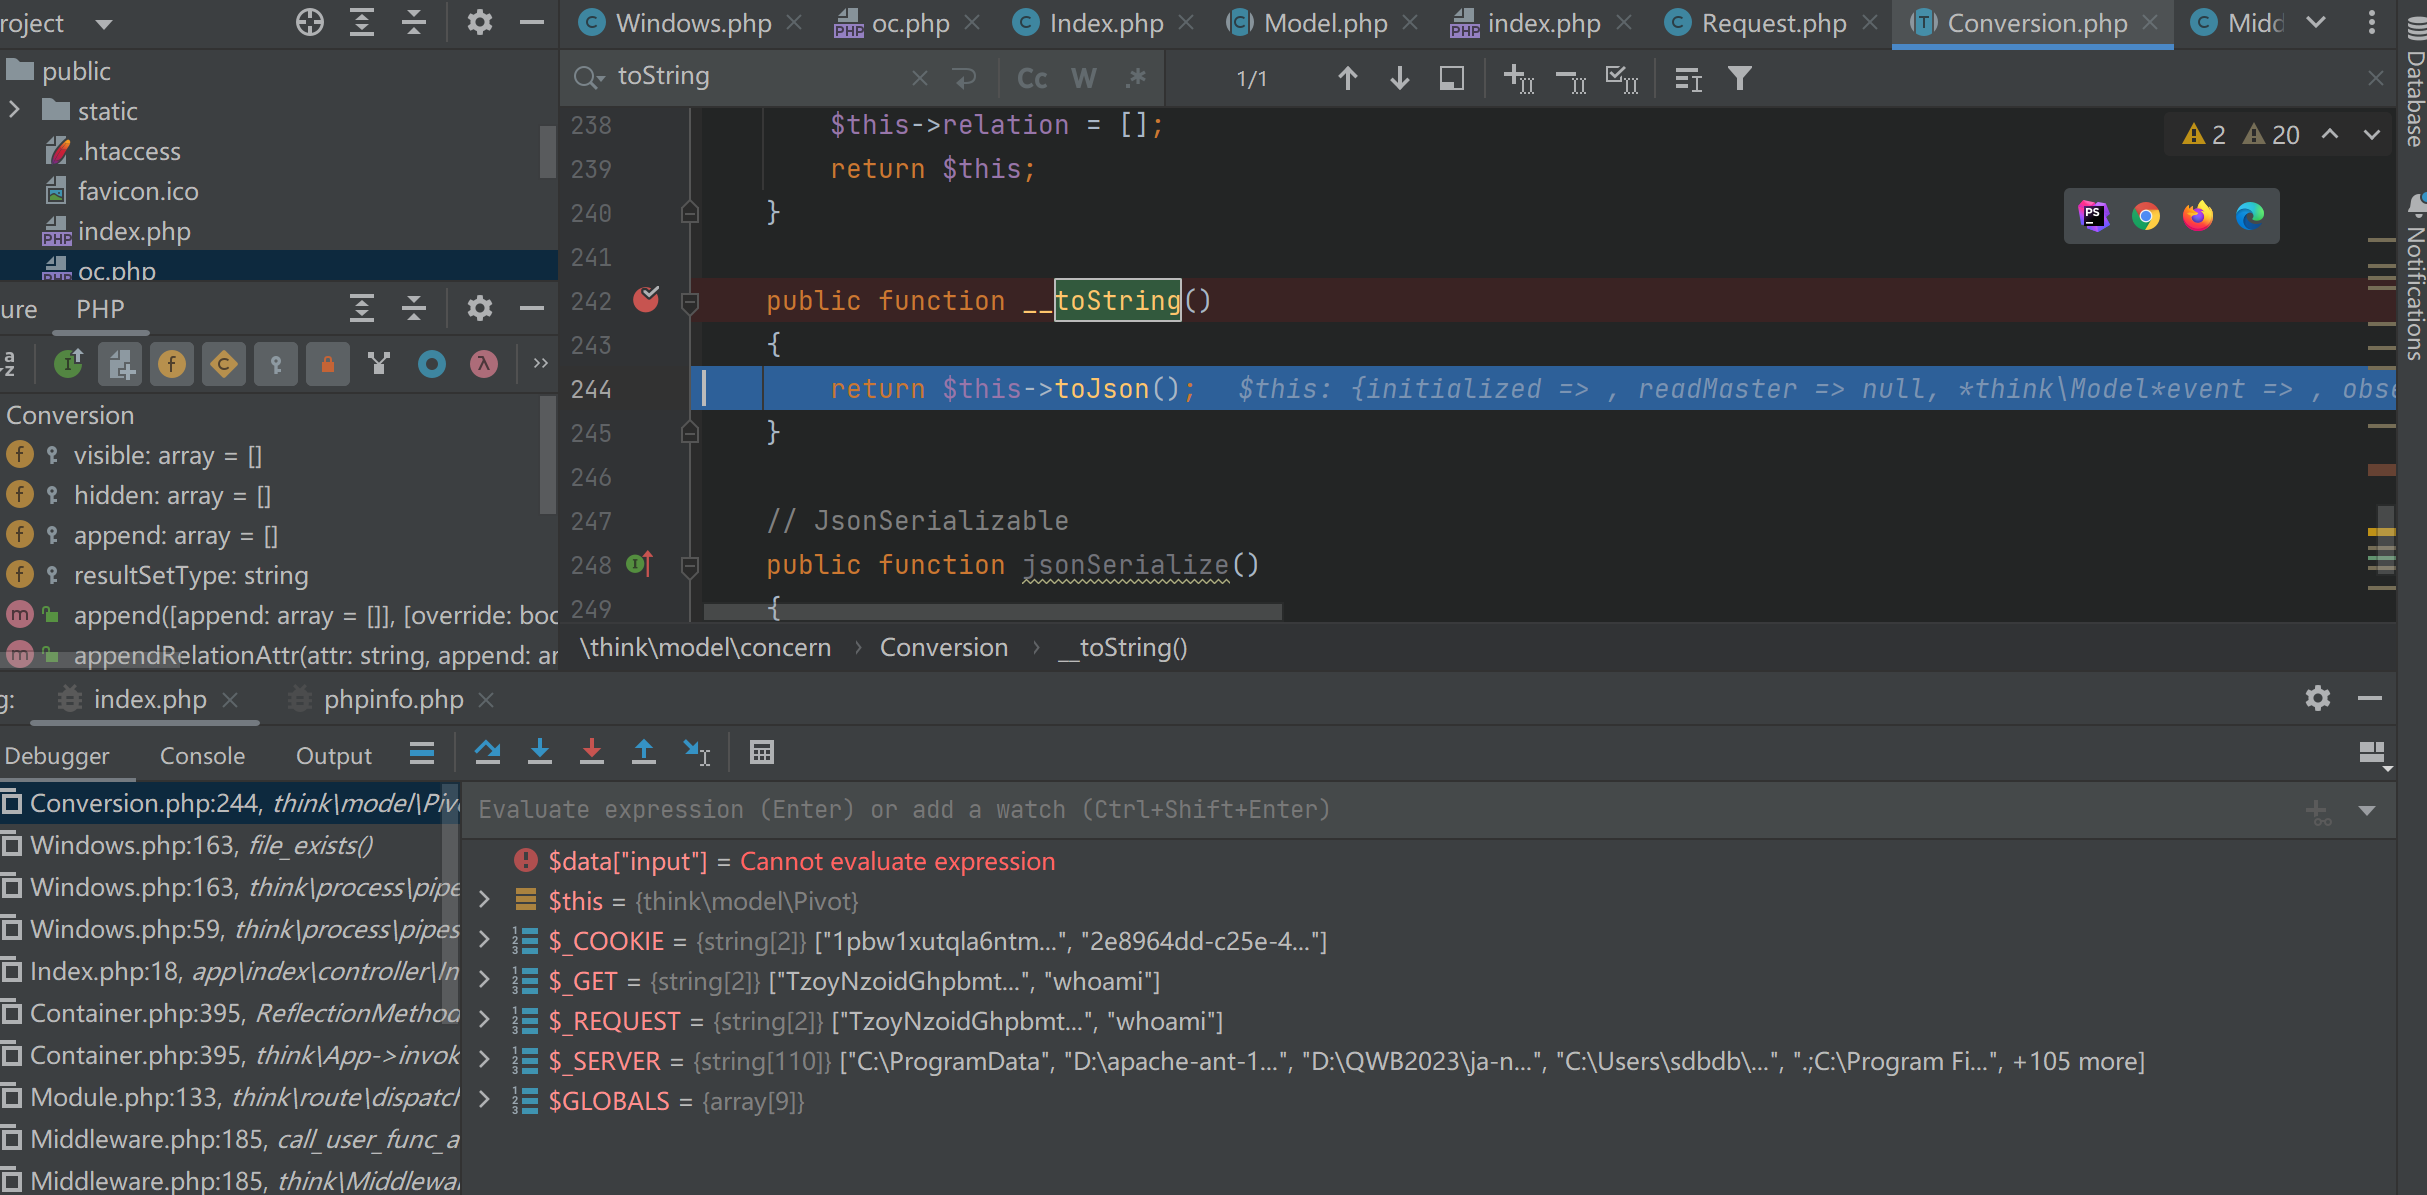 roject
Windows.php
oc.php
Index.php
Model.php
index.php
Request.php
Conversion.php
Midd
public
static
.htaccess
favicon.ico
index.php
oc.php
toString
Cc W .*
1/1
2 20
238 $this->relation = [];
239 return $this;
240 }
241
242 public function __toString()
243 {
244 return $this->toJson(); $this: {initialized => , readMaster => null, *think\Model*event => , obse
245 }
246
247 // JsonSerializable
248 public function jsonSerialize()
249 {
\think\model\concern › Conversion › __toString()
Database
Notifications
ure PHP
Conversion
visible: array = []
hidden: array = []
append: array = []
resultSetType: string
append([append: array = []], [override: boo
appendRelationAttr(attr: string, append: ar
g: index.php phpinfo.php
Debugger Console Output
Conversion.php:244, think\model\Piv
Windows.php:163, file_exists()
Windows.php:163, think\process\pipe
Windows.php:59, think\process\pipes
Index.php:18, app\index\controller\In
Container.php:395, ReflectionMethod
Container.php:395, think\App->invok
Module.php:133, think\route\dispatch
Middleware.php:185, call_user_func_a
Middleware.php:185, think\Middlewa
Evaluate expression (Enter) or add a watch (Ctrl+Shift+Enter)
$data["input"] = Cannot evaluate expression
$this = {think\model\Pivot}
$_COOKIE = {string[2]} ["1pbw1xutqla6ntm...", "2e8964dd-c25e-4..."]
$_GET = {string[2]} ["TzoyNzoidGhpbmt...", "whoami"]
$_REQUEST = {string[2]} ["TzoyNzoidGhpbmt...", "whoami"]
$_SERVER = {string[110]} ["C:\ProgramData", "D:\apache-ant-1...", "D:\QWB2023\ja-n...", "C:\Users\sdbdb\...", ".;C:\Program Fi...", +105 more]
$GLOBALS = {array[9]}